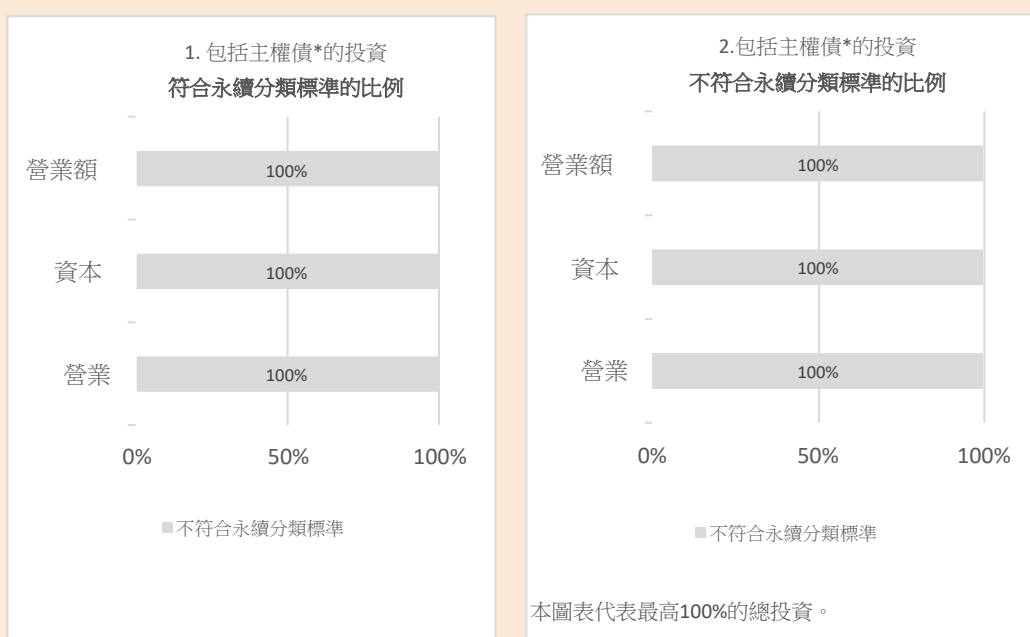 1. 包括主權債*的投資
符合永續分類標準的比例
營業額
100%
資本
100%
營業
100%
0% 50% 100%
不符合永續分類標準
2.包括主權債*的投資
不符合永續分類標準的比例
營業額
100%
資本
100%
營業
100%
0% 50% 100%
不符合永續分類標準
本圖表代表最高100%的總投資。